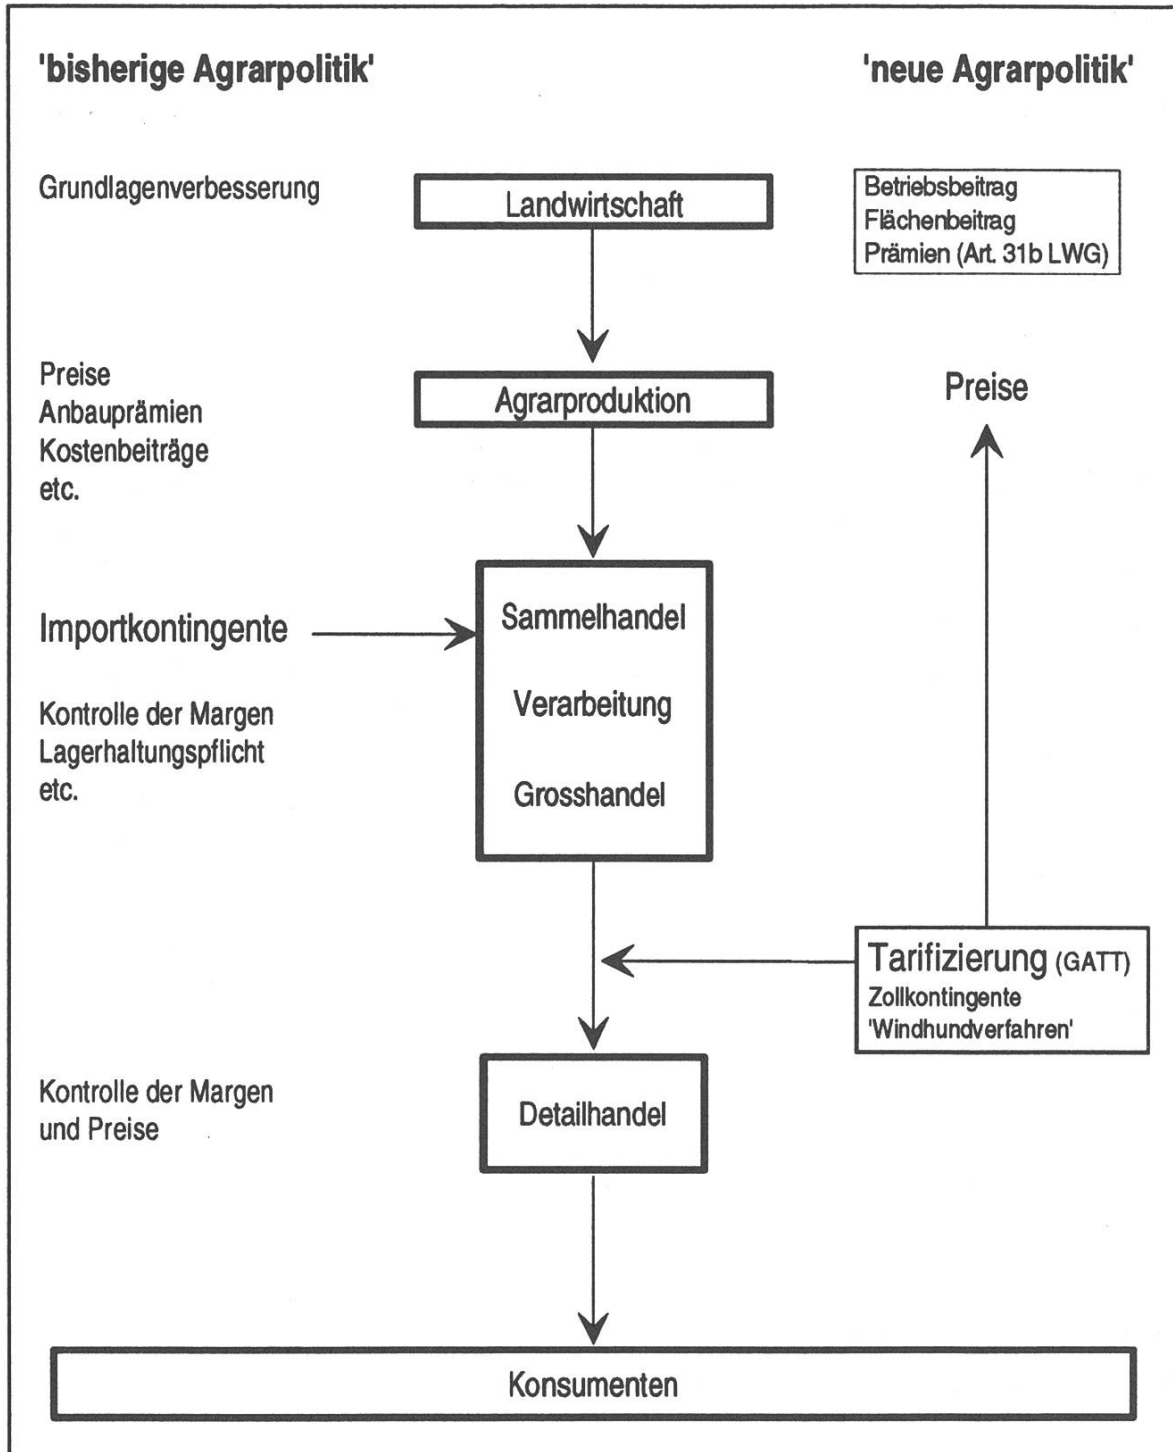 'bisherige Agrarpolitik'
'neue Agrarpolitik'
Grundlagenverbesserung
Landwirtschaft
Betriebsbeitrag
Flächenbeitrag
Prämien (Art. 31b LWG)
Preise
Anbauprämien
Kostenbeiträge
etc.
Agrarproduktion
Preise
Importkontingente
Kontrolle der Margen
Lagerhaltungspflicht
etc.
Sammelhandel
Verarbeitung
Grosshandel
Tarifizierung (GATT)
Zollkontingente
'Windhundverfahren'
Kontrolle der Margen
und Preise
Detailhandel
Konsumenten